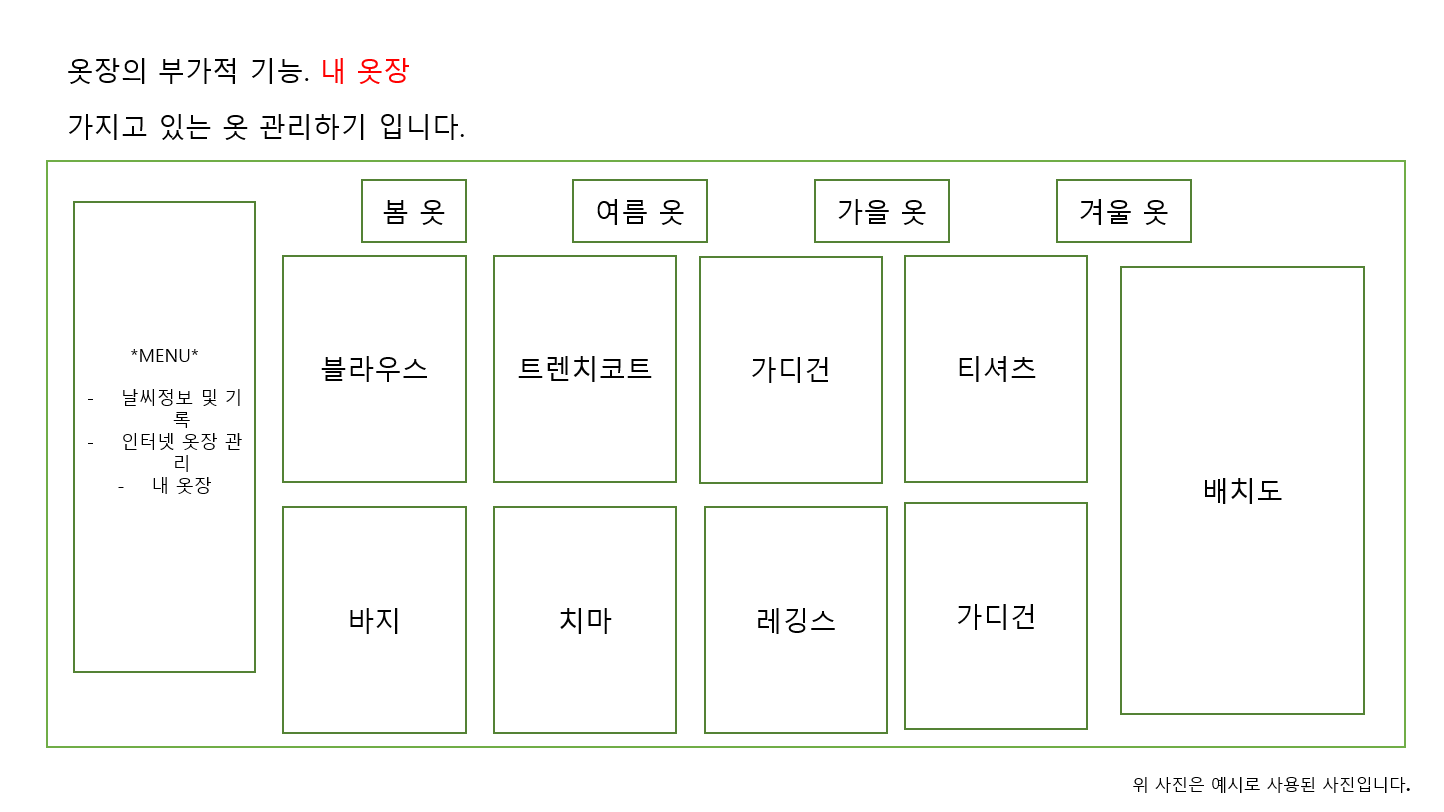 옷장의 부가적 기능. 내 옷장
가지고 있는 옷 관리하기 입니다.
봄 옷
여름 옷
가을 옷
겨울 옷
*MENU*
- 날씨정보 및 기
록
- 인터넷 옷장 관
리
- 내 옷장
블라우스
트렌치코트
가디건
티셔츠
배치도
바지
치마
레깅스
가디건
위 사진은 예시로 사용된 사진입니다.